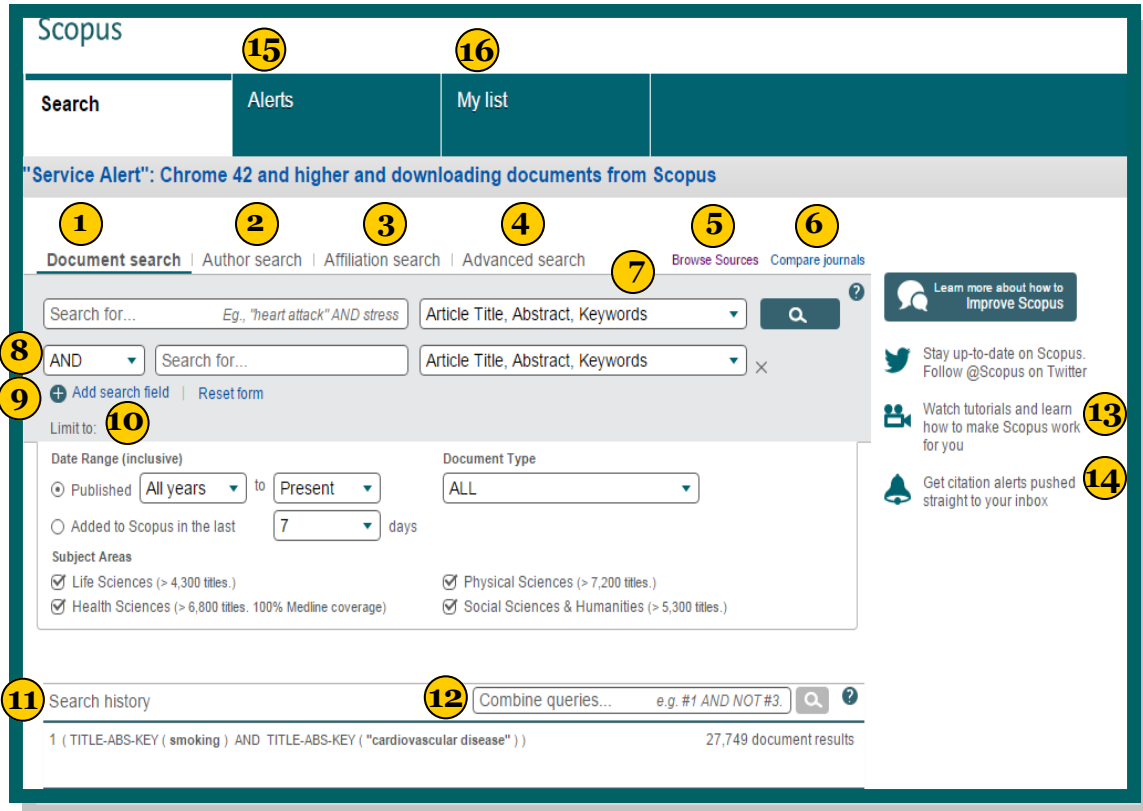 Scopus
15
16
Search
Alerts
My list
"Service Alert": Chrome 42 and higher and downloading documents from Scopus
1
2
3
4
5
6
Document search | Author search | Affiliation search | Advanced search
Browse Sources Compare journals
7
Search for... Eg., "heart attack" AND stress
Article Title, Abstract, Keywords
?
8
AND
Search for...
Article Title, Abstract, Keywords
×
9
+ Add search field | Reset form
Limit to:
10
Date Range (inclusive)
Published All years to Present
Added to Scopus in the last 7 days
Document Type
ALL
Subject Areas
Life Sciences (> 4,300 titles.)
Physical Sciences (> 7,200 titles.)
Health Sciences (> 6,800 titles. 100% Medline coverage)
Social Sciences & Humanities (> 5,300 titles.)
Learn more about how to
Improve Scopus
Stay up-to-date on Scopus.
Follow @Scopus on Twitter
Watch tutorials and learn
how to make Scopus work
for you
13
Get citation alerts pushed
straight to your inbox
14
11
Search history
12
Combine queries... e.g. #1 AND NOT #3.
?
1 ( TITLE-ABS-KEY ( smoking ) AND TITLE-ABS-KEY ( "cardiovascular disease" ) )
27,749 document results